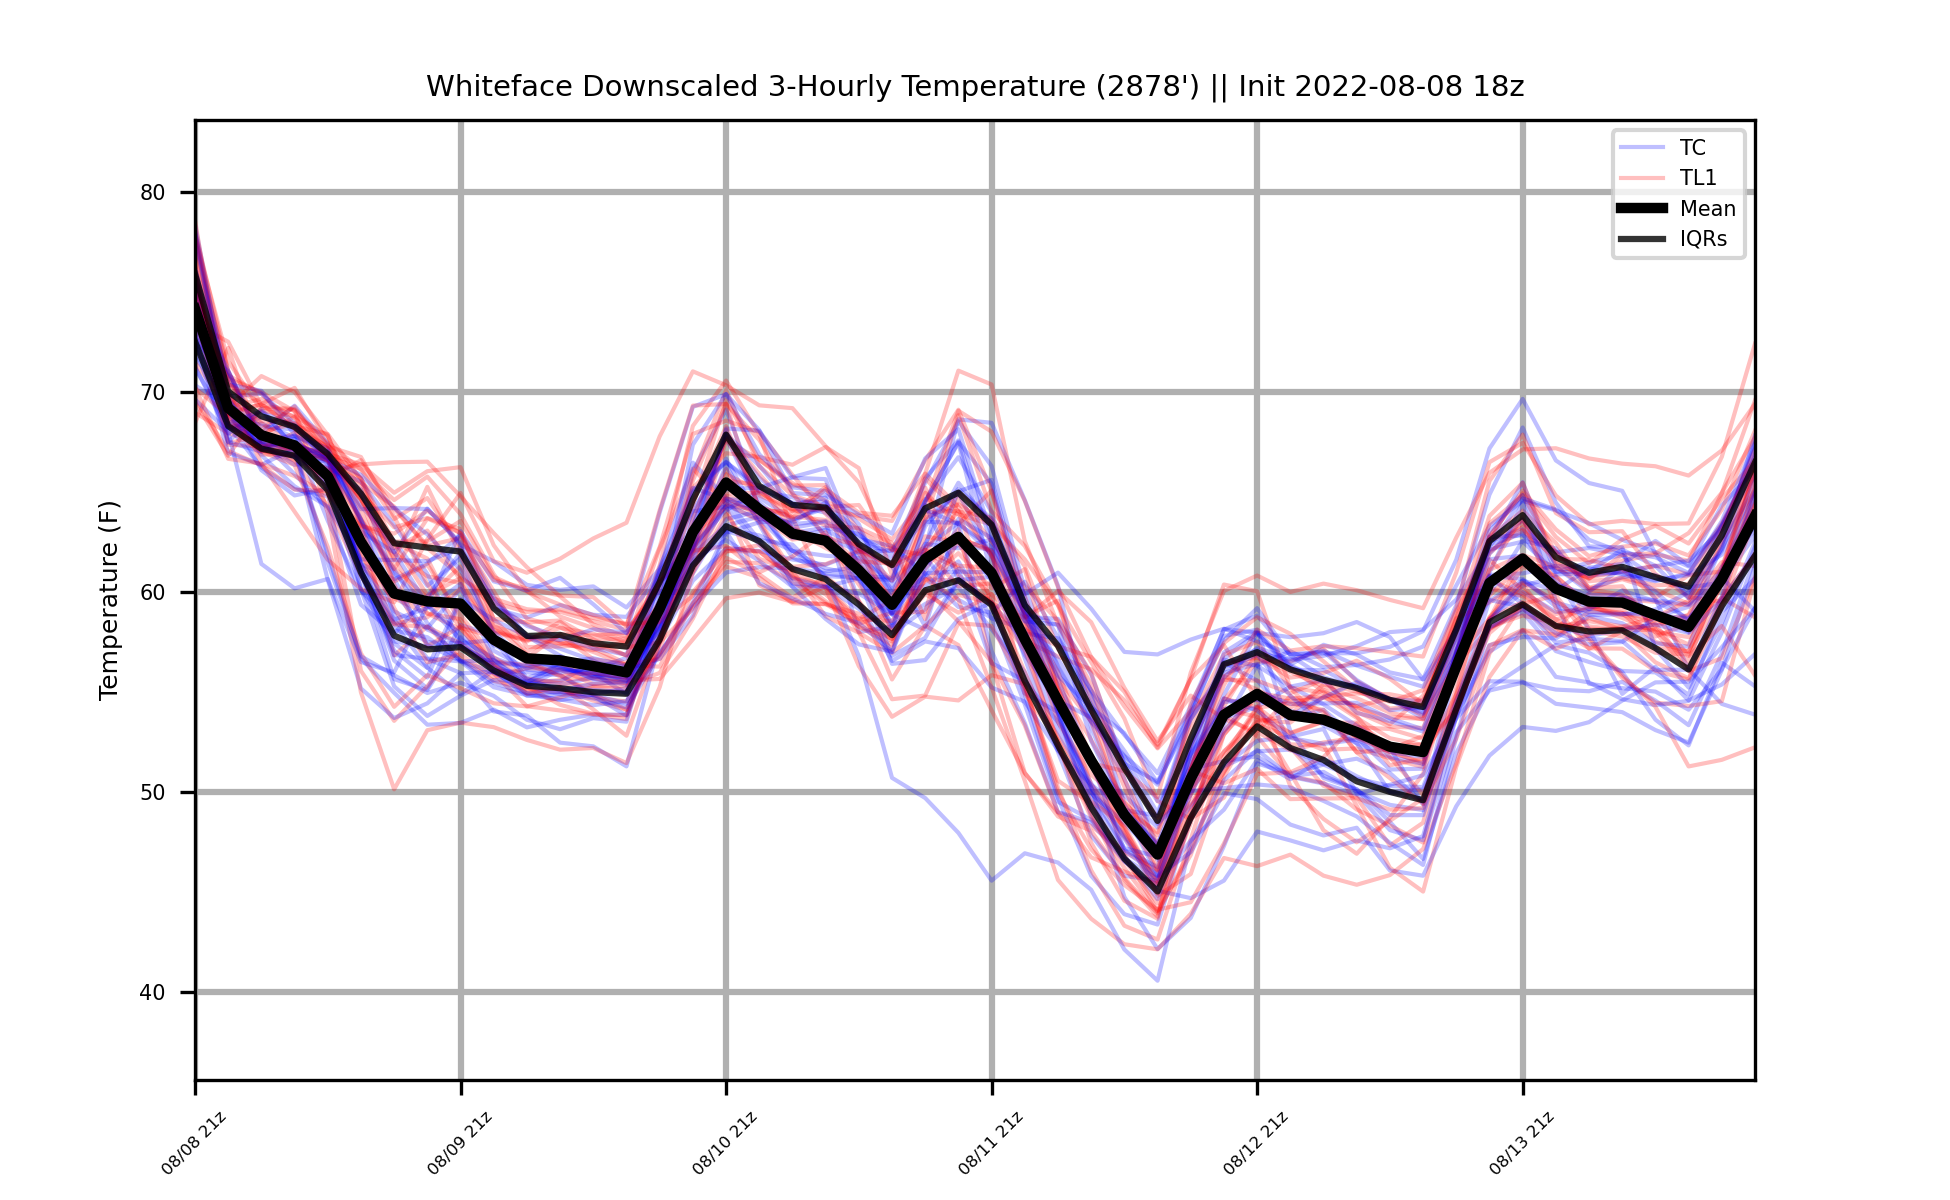 Whiteface Downscaled 3-Hourly Temperature (2878') || Init 2022-08-08 18z
TC
TL1
Mean
IQRs
Temperature (F)
80
70
60
50
40
08/08 21z
08/09 21z
08/10 21z
08/11 21z
08/12 21z
08/13 21z